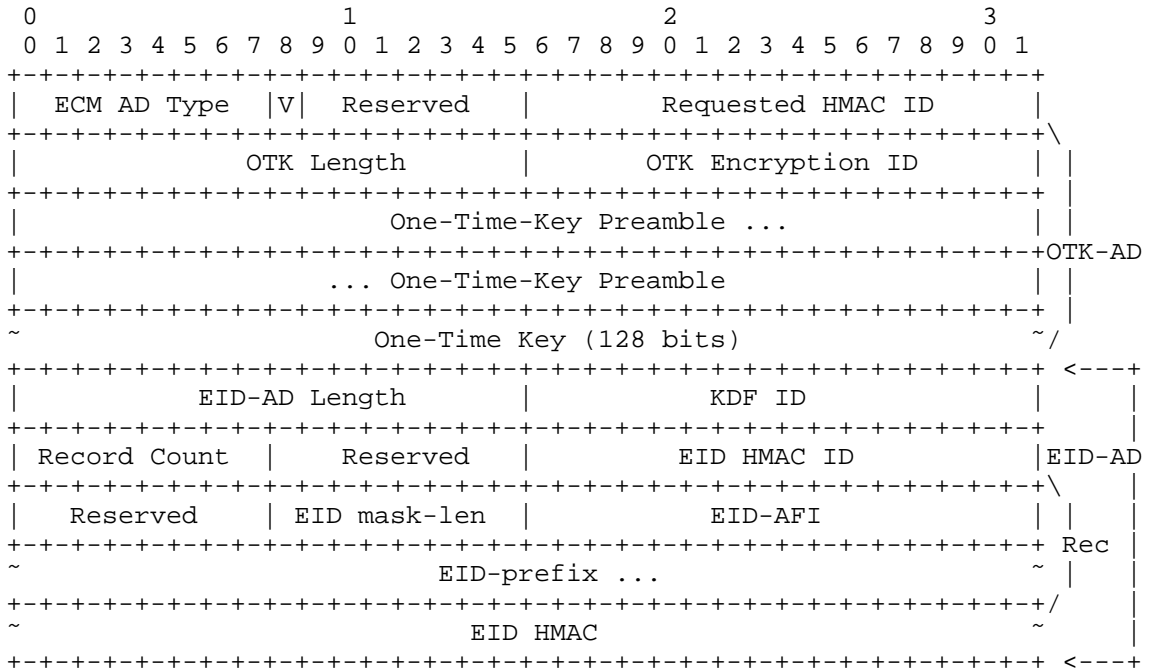 0                   1                   2                   3
 0 1 2 3 4 5 6 7 8 9 0 1 2 3 4 5 6 7 8 9 0 1 2 3 4 5 6 7 8 9 0 1
+-+-+-+-+-+-+-+-+-+-+-+-+-+-+-+-+-+-+-+-+-+-+-+-+-+-+-+-+-+-+-+-+
|  ECM AD Type  |V|  Reserved   |        Requested HMAC ID      |
+-+-+-+-+-+-+-+-+-+-+-+-+-+-+-+-+-+-+-+-+-+-+-+-+-+-+-+-+-+-+-+-+\
|              OTK Length       |       OTK Encryption ID       | |
+-+-+-+-+-+-+-+-+-+-+-+-+-+-+-+-+-+-+-+-+-+-+-+-+-+-+-+-+-+-+-+-+ |
|                       One-Time-Key Preamble ...               | |
+-+-+-+-+-+-+-+-+-+-+-+-+-+-+-+-+-+-+-+-+-+-+-+-+-+-+-+-+-+-+-+-+OTK-AD
|                   ... One-Time-Key Preamble                   | |
+-+-+-+-+-+-+-+-+-+-+-+-+-+-+-+-+-+-+-+-+-+-+-+-+-+-+-+-+-+-+-+-+ |
~                      One-Time Key (128 bits)                  ~/
+-+-+-+-+-+-+-+-+-+-+-+-+-+-+-+-+-+-+-+-+-+-+-+-+-+-+-+-+-+-+-+-+ <---+
|           EID-AD Length       |           KDF ID              |     |
+-+-+-+-+-+-+-+-+-+-+-+-+-+-+-+-+-+-+-+-+-+-+-+-+-+-+-+-+-+-+-+-+     |
| Record Count  |    Reserved   |         EID HMAC ID           |EID-AD
+-+-+-+-+-+-+-+-+-+-+-+-+-+-+-+-+-+-+-+-+-+-+-+-+-+-+-+-+-+-+-+-+\    |
|   Reserved    | EID mask-len  |           EID-AFI             | |   |
+-+-+-+-+-+-+-+-+-+-+-+-+-+-+-+-+-+-+-+-+-+-+-+-+-+-+-+-+-+-+-+-+ Rec |
~                          EID-prefix ...                       ~ |   |
+-+-+-+-+-+-+-+-+-+-+-+-+-+-+-+-+-+-+-+-+-+-+-+-+-+-+-+-+-+-+-+-+/    |
~                            EID HMAC                           ~     |
+-+-+-+-+-+-+-+-+-+-+-+-+-+-+-+-+-+-+-+-+-+-+-+-+-+-+-+-+-+-+-+-+ <---+